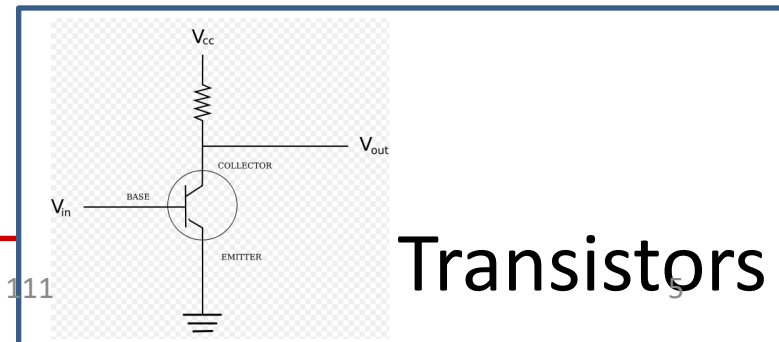 Vcc
Vout
COLLECTOR
BASE
Vin
EMITTER
Transistors
111
5